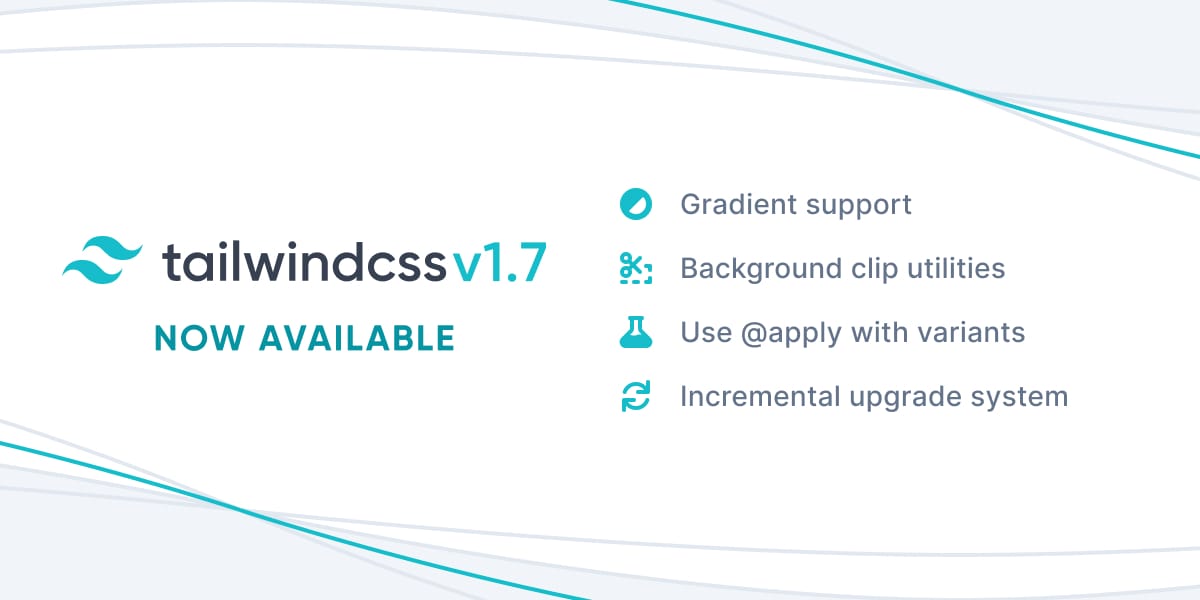 tailwindcss v1.7
NOW AVAILABLE
Gradient support
Background clip utilities
Use @apply with variants
Incremental upgrade system